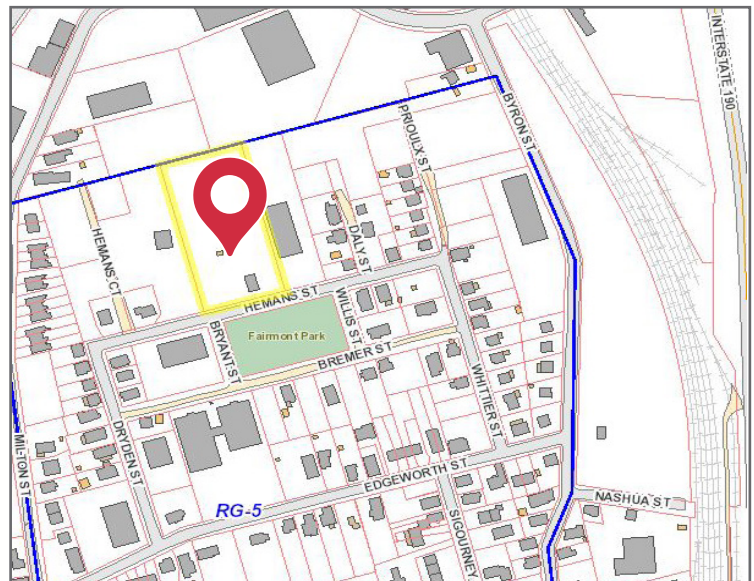 INTERSTATE 190
BYRON ST
PRIOULX ST
HEMANS CT
DALY ST
HEMANS ST
WILLIS ST
Fairmont Park
BRYANT ST
BREMER ST
WHITTIER ST
DRYDEN ST
MILTON ST
EDGEWORTH ST
NASHUA ST
RG-5
SIGOURNEY